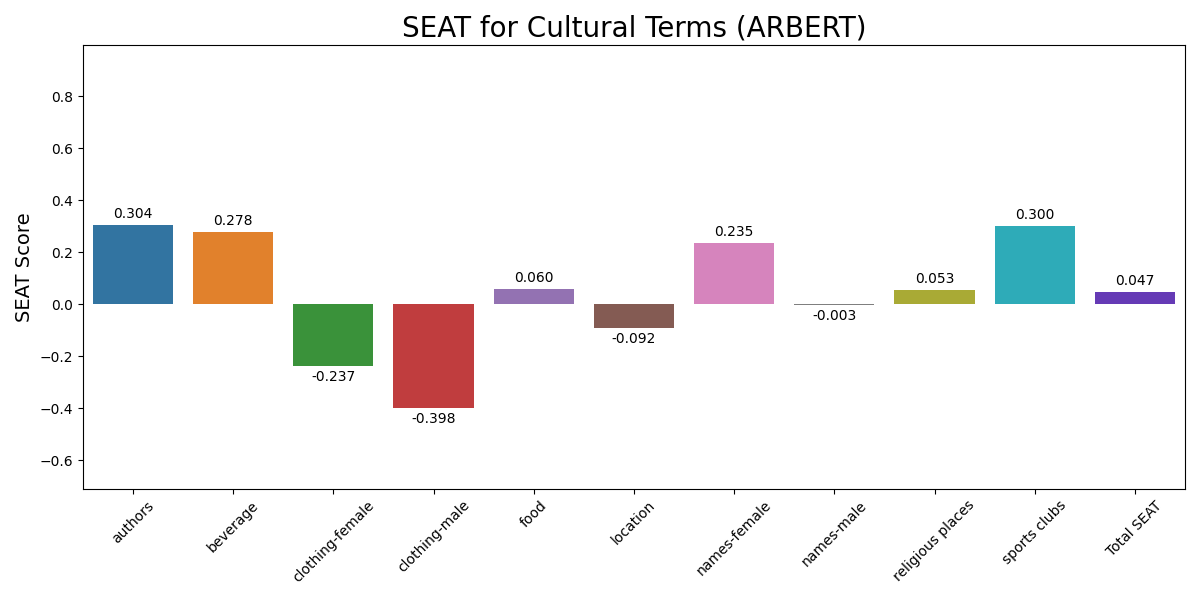 SEAT for Cultural Terms (ARBERT)
SEAT Score
0.8
0.6
0.4
0.2
0.0
−0.2
−0.4
−0.6
0.304
0.278
-0.237
-0.398
0.060
-0.092
0.235
-0.003
0.053
0.300
0.047
authors
beverage
clothing-female
clothing-male
food
location
names-female
names-male
religious places
sports clubs
Total SEAT